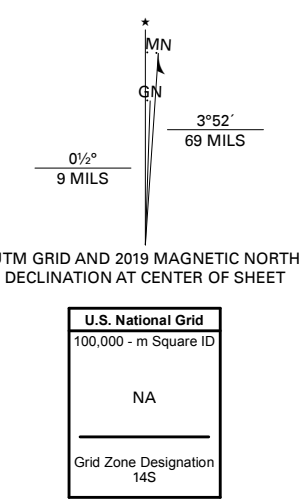 ★
MN
GN
3°52´
69 MILS
0½°
9 MILS
UTM GRID AND 2019 MAGNETIC NORTH
DECLINATION AT CENTER OF SHEET
U.S. National Grid
100,000 - m Square ID
NA
Grid Zone Designation
14S